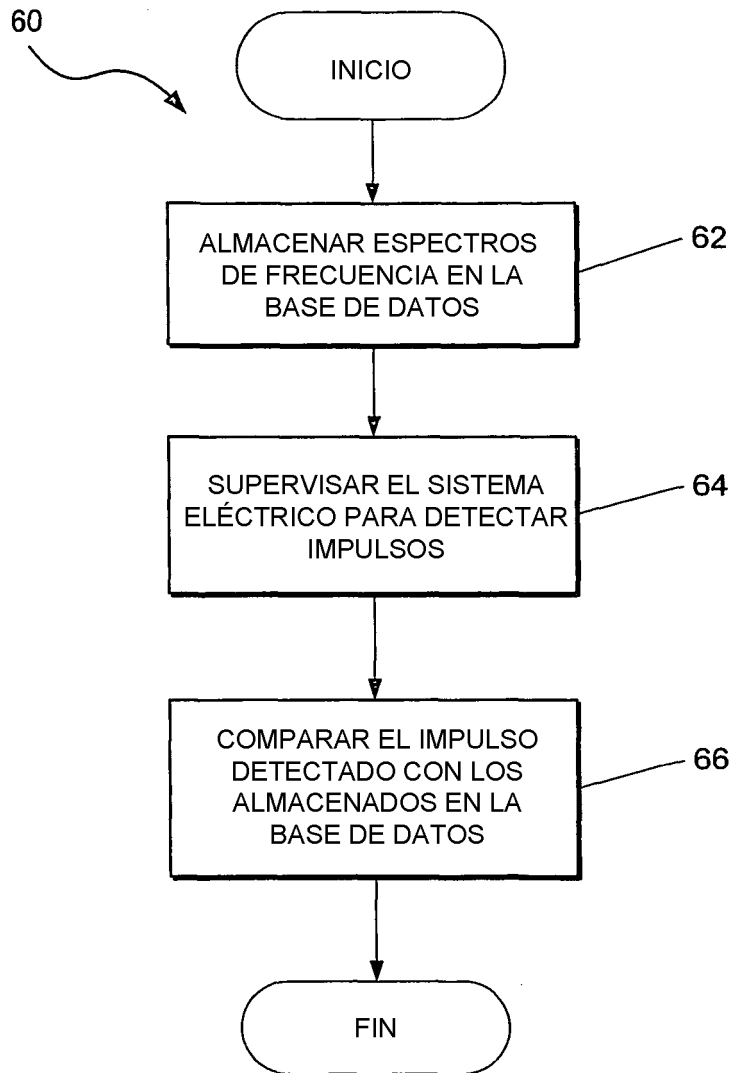 60
INICIO
ALMACENAR ESPECTROS
DE FRECUENCIA EN LA
BASE DE DATOS
62
SUPERVISAR EL SISTEMA
ELÉCTRICO PARA DETECTAR
IMPULSOS
64
COMPARAR EL IMPULSO
DETECTADO CON LOS
ALMACENADOS EN LA
BASE DE DATOS
66
FIN